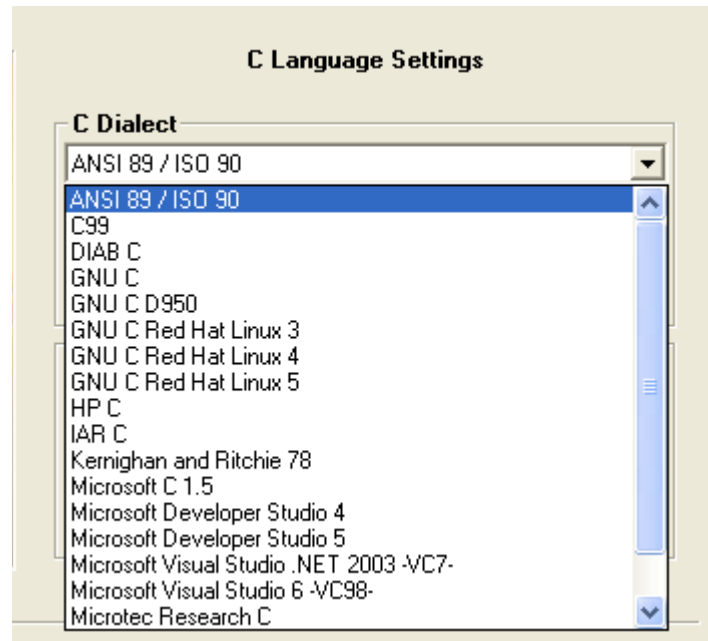 C Language Settings
C Dialect
ANSI 89 / ISO 90
ANSI 89 / ISO 90
C99
DIAB C
GNU C
GNU C D950
GNU C Red Hat Linux 3
GNU C Red Hat Linux 4
GNU C Red Hat Linux 5
HP C
IAR C
Kernighan and Ritchie 78
Microsoft C 1.5
Microsoft Developer Studio 4
Microsoft Developer Studio 5
Microsoft Visual Studio .NET 2003 -VC7-
Microsoft Visual Studio 6 -VC98-
Microtec Research C